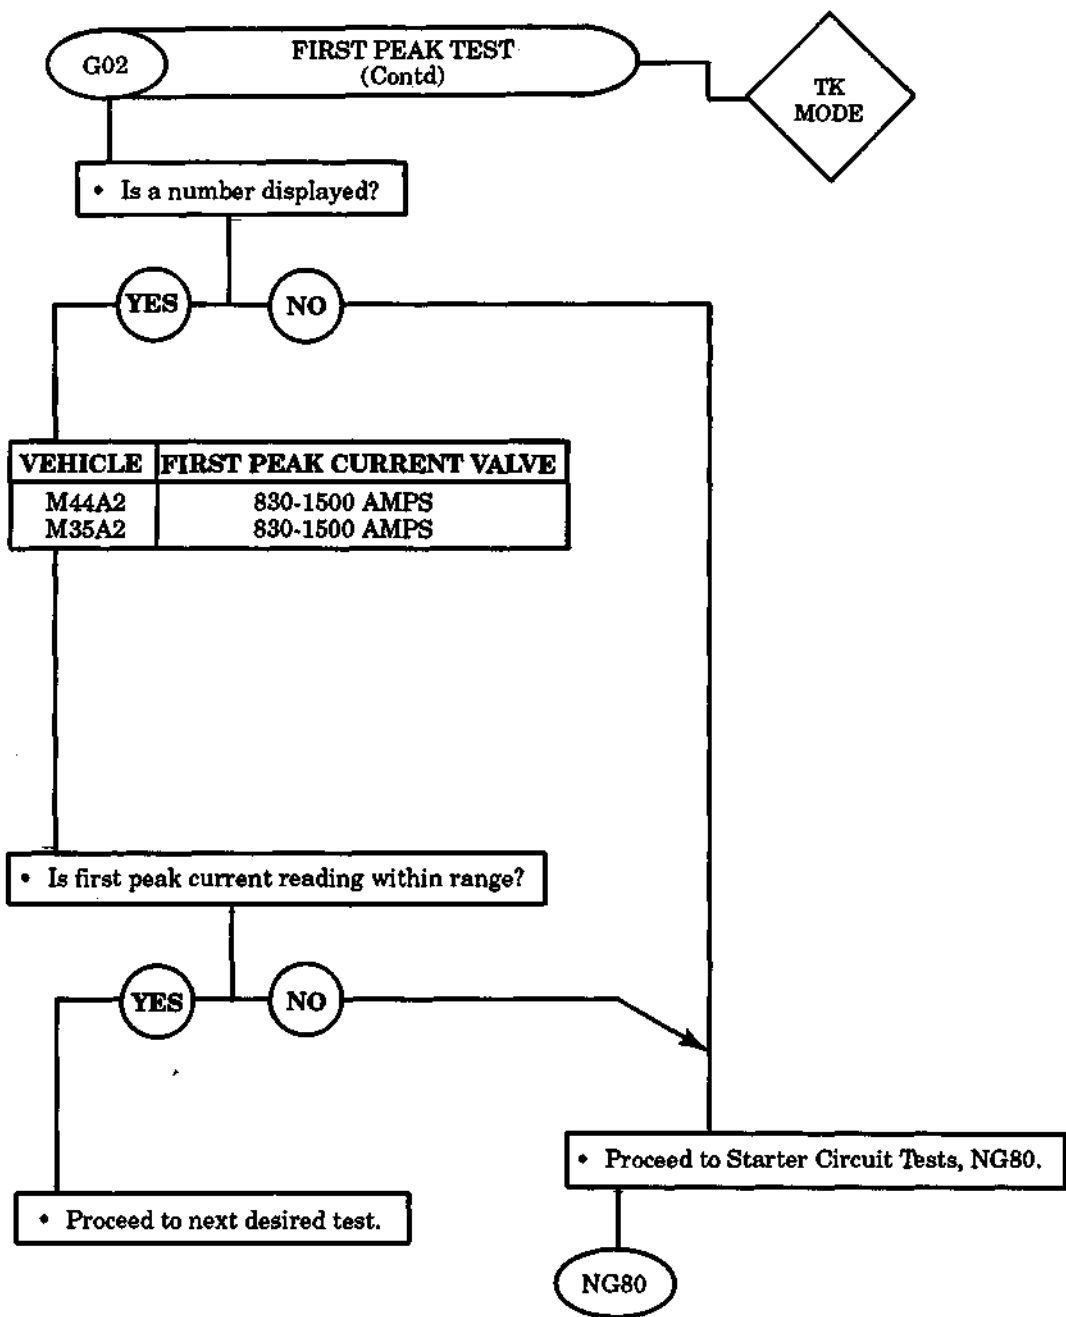 G02
FIRST PEAK TEST
(Contd)
TK
MODE
• Is a number displayed?
YES
NO
VEHICLE FIRST PEAK CURRENT VALVE
M44A2 830-1500 AMPS
M35A2 830-1500 AMPS
• Is first peak current reading within range?
YES
NO
• Proceed to Starter Circuit Tests, NG80.
• Proceed to next desired test.
NG80